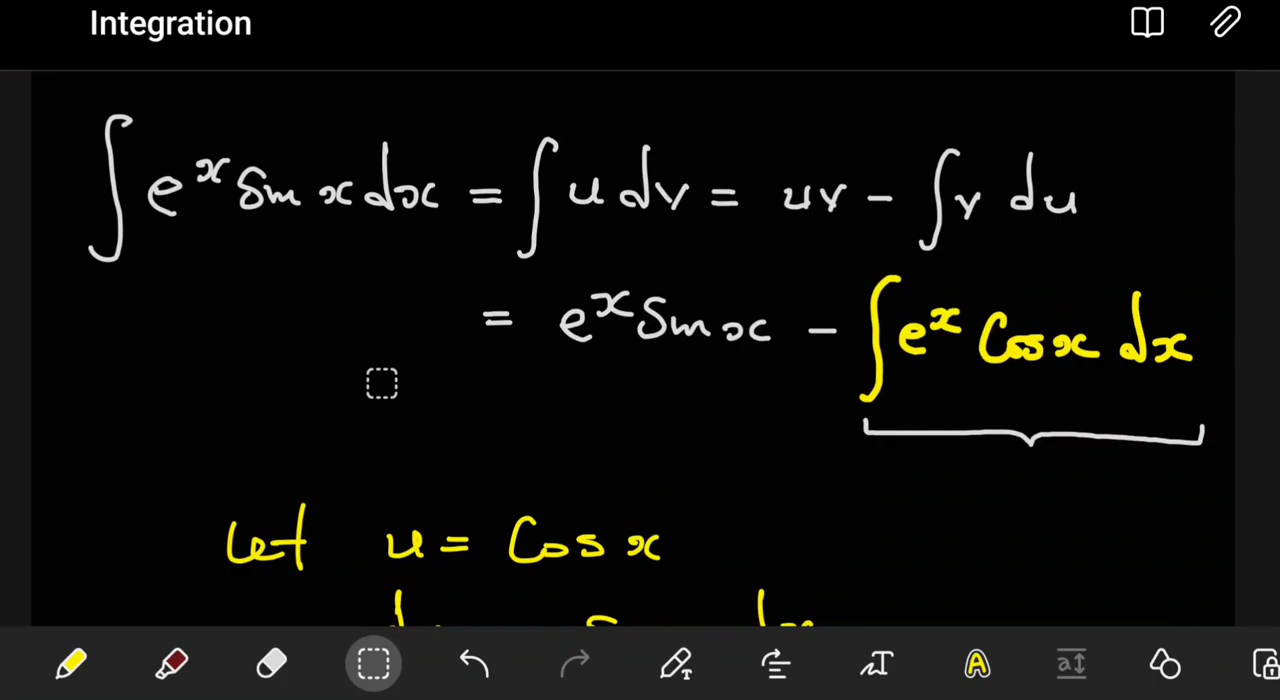 Integration
∫ e^x Sin x dx = ∫ u dv = uv - ∫ v du
= e^x Sin x - ∫ e^x Cos x dx
Let u = Cos x